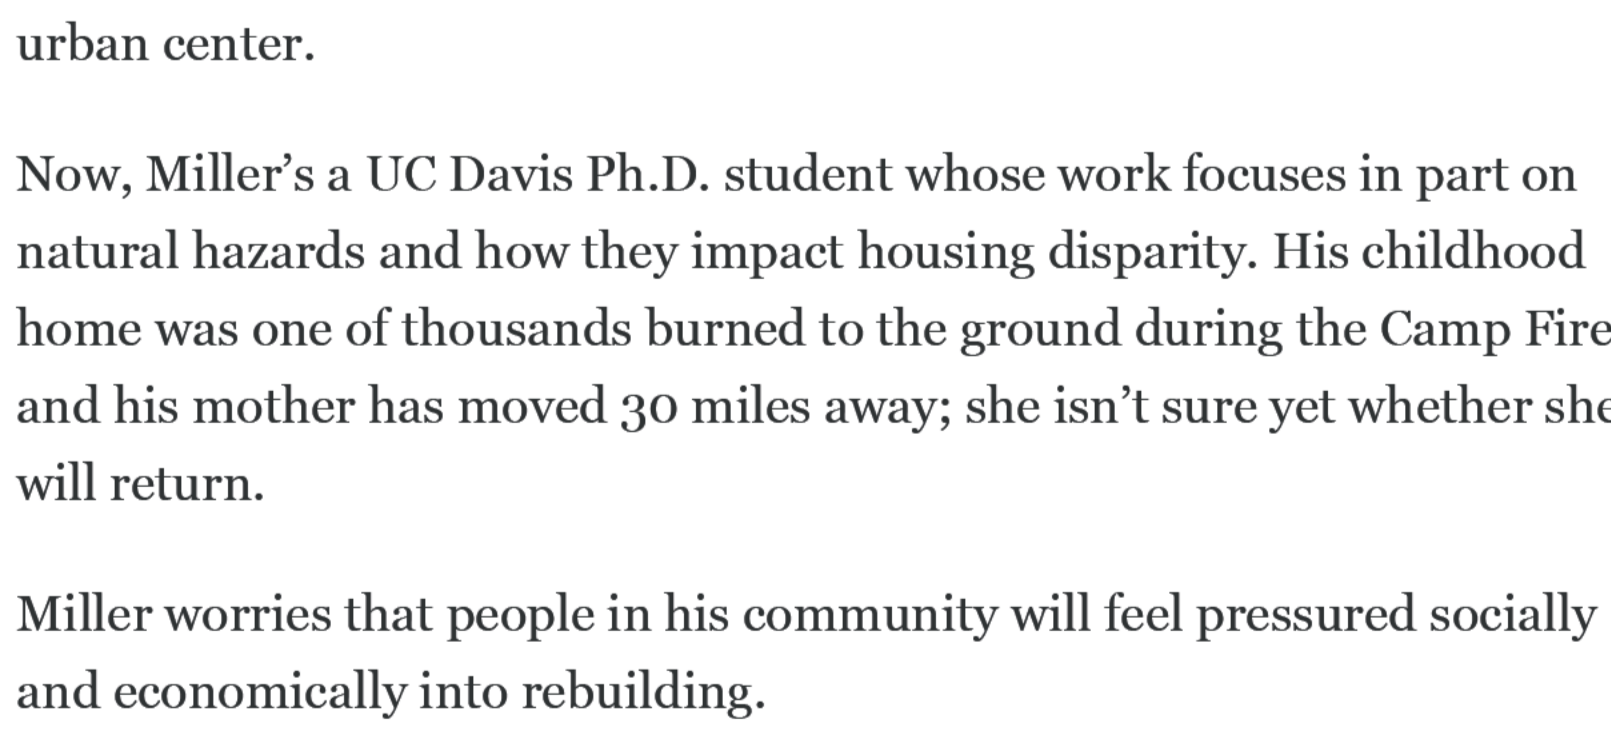 urban center.
Now, Miller’s a UC Davis Ph.D. student whose work focuses in part on
natural hazards and how they impact housing disparity. His childhood
home was one of thousands burned to the ground during the Camp Fire
and his mother has moved 30 miles away; she isn’t sure yet whether she
will return.
Miller worries that people in his community will feel pressured socially
and economically into rebuilding.